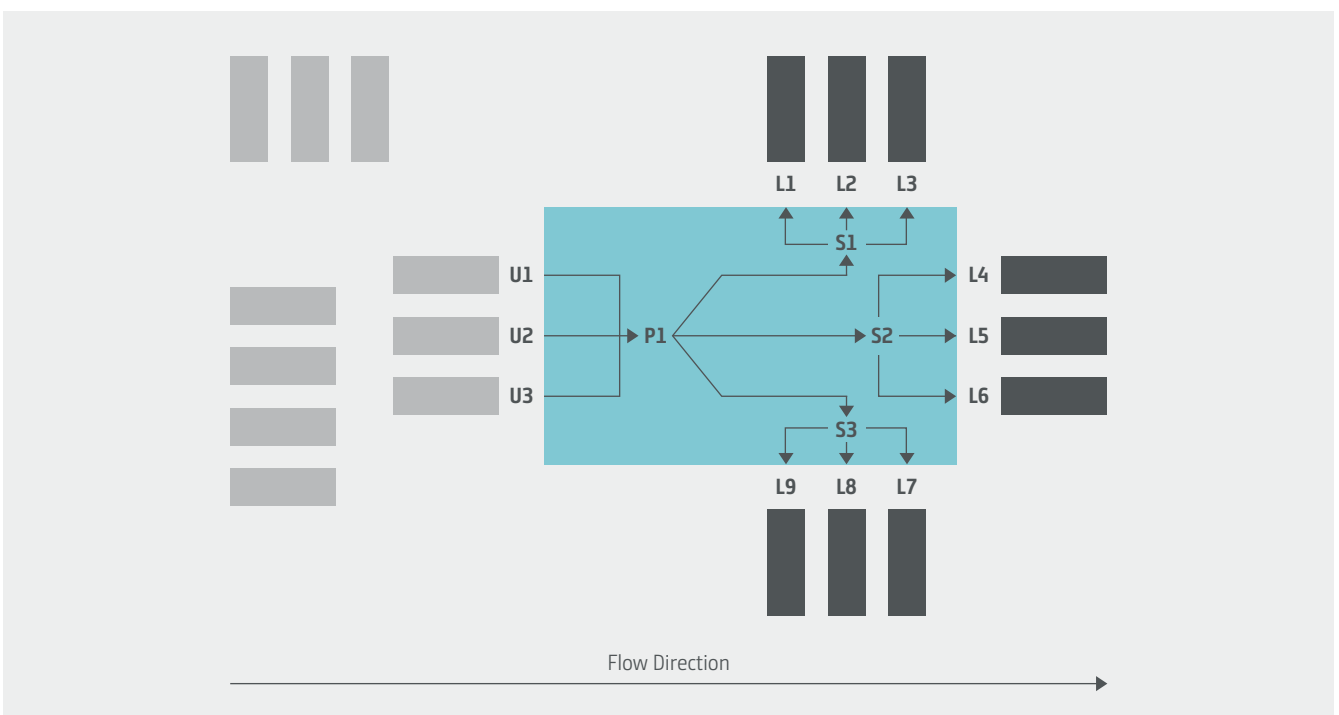 L1 L2 L3
S1
U1 L4
U2 P1 S2 L5
U3 L6
S3
L9 L8 L7
Flow Direction